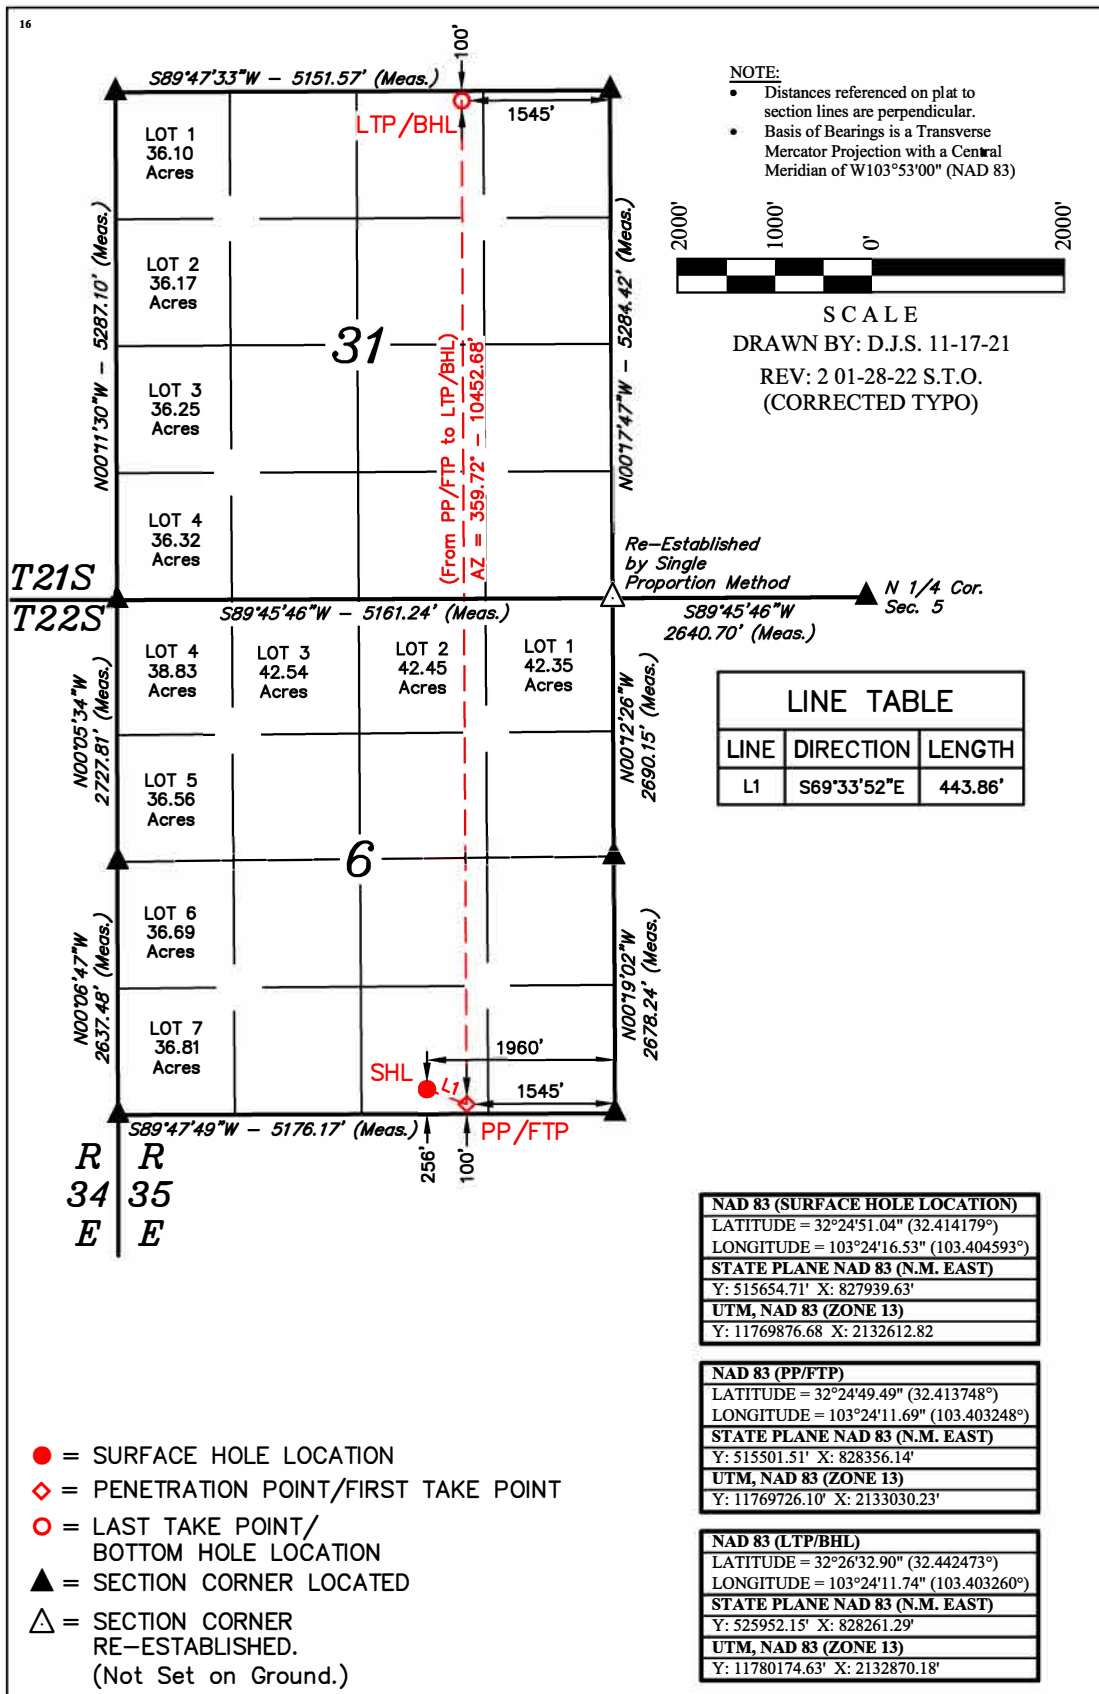 16
S89°47'33"W - 5151.57' (Meas.)
100'
1545'
LTP/BHL
LOT 1
36.10
Acres
LOT 2
36.17
Acres
LOT 3
36.25
Acres
LOT 4
36.32
Acres
31
N00°11'30"W - 5287.10' (Meas.)
N00°17'47"W - 5284.42' (Meas.)
(From PP/FTP to LTP/BHL)
AZ = 359.72° - 10452.68'
NOTE:
• Distances referenced on plat to
section lines are perpendicular.
• Basis of Bearings is a Transverse
Mercator Projection with a Central
Meridian of W103°53'00" (NAD 83)
2000'
1000'
0'
2000'
SCALE
DRAWN BY: D.J.S. 11-17-21
REV: 2 01-28-22 S.T.O.
(CORRECTED TYPO)
Re-Established
by Single
Proportion Method
T21S
T22S
S89°45'46"W - 5161.24' (Meas.)
S89°45'46"W
2640.70' (Meas.)
N 1/4 Cor.
Sec. 5
LOT 4
38.83
Acres
LOT 3
42.54
Acres
LOT 2
42.45
Acres
LOT 1
42.35
Acres
N00°05'34"W
2727.81' (Meas.)
N00°12'26"W
2690.15' (Meas.)
LOT 5
36.56
Acres
6
LOT 6
36.69
Acres
LOT 7
36.81
Acres
N00°06'47"W
2637.48' (Meas.)
N00°19'02"W
2678.24' (Meas.)
LINE TABLE
LINE DIRECTION LENGTH
L1 S69°33'52"E 443.86'
1960'
SHL
L1
1545'
S89°47'49"W - 5176.17' (Meas.)
PP/FTP
256'
100'
R R
34 35
E E
NAD 83 (SURFACE HOLE LOCATION)
LATITUDE = 32°24'51.04" (32.414179°)
LONGITUDE = 103°24'16.53" (103.404593°)
STATE PLANE NAD 83 (N.M. EAST)
Y: 515654.71' X: 827939.63'
UTM, NAD 83 (ZONE 13)
Y: 11769876.68 X: 2132612.82
NAD 83 (PP/FTP)
LATITUDE = 32°24'49.49" (32.413748°)
LONGITUDE = 103°24'11.69" (103.403248°)
STATE PLANE NAD 83 (N.M. EAST)
Y: 515501.51' X: 828356.14'
UTM, NAD 83 (ZONE 13)
Y: 11769726.10' X: 2133030.23'
NAD 83 (LTP/BHL)
LATITUDE = 32°26'32.90" (32.442473°)
LONGITUDE = 103°24'11.74" (103.403260°)
STATE PLANE NAD 83 (N.M. EAST)
Y: 525952.15' X: 828261.29'
UTM, NAD 83 (ZONE 13)
Y: 11780174.63' X: 2132870.18'
= SURFACE HOLE LOCATION
= PENETRATION POINT/FIRST TAKE POINT
= LAST TAKE POINT/
BOTTOM HOLE LOCATION
= SECTION CORNER LOCATED
= SECTION CORNER
RE-ESTABLISHED.
(Not Set on Ground.)